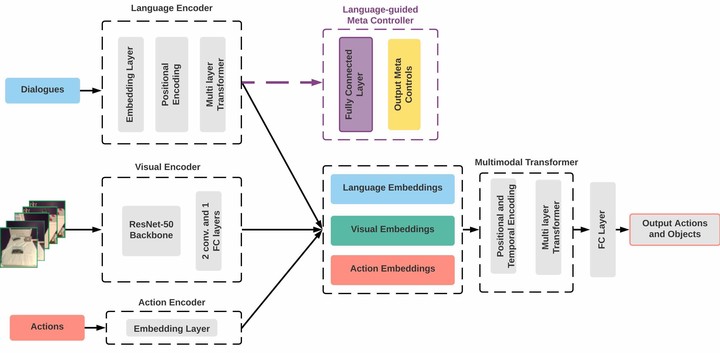 Language Encoder
Dialogues
Embedding Layer
Positional
Encoding
Multi layer
Transformer
Language-guided
Meta Controller
Fully Connected
Layer
Output Meta
Controls
Visual Encoder
ResNet-50
Backbone
2 conv. and 1
FC layers
Action Encoder
Actions
Embedding Layer
Language Embeddings
Visual Embeddings
Action Embeddings
Multimodal Transformer
Positional and
Temporal Encoding
Multi layer
Transformer
FC Layer
Output Actions
and Objects